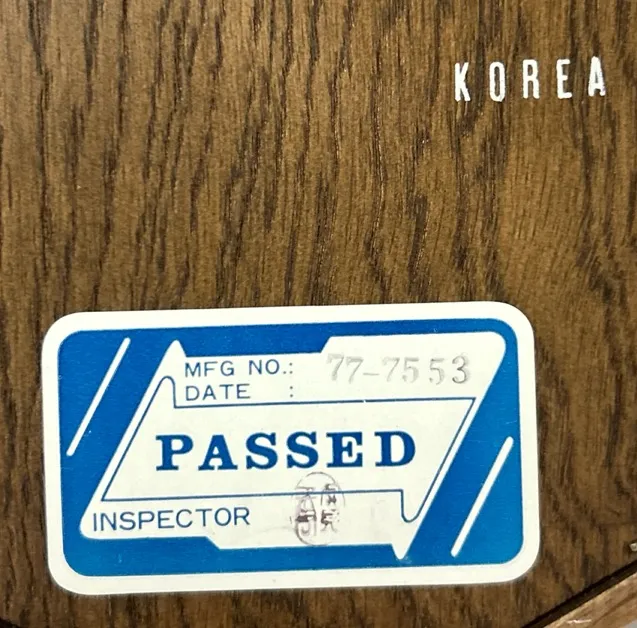 KOREA
MFG NO.: 77-7553
DATE :
PASSED
INSPECTOR